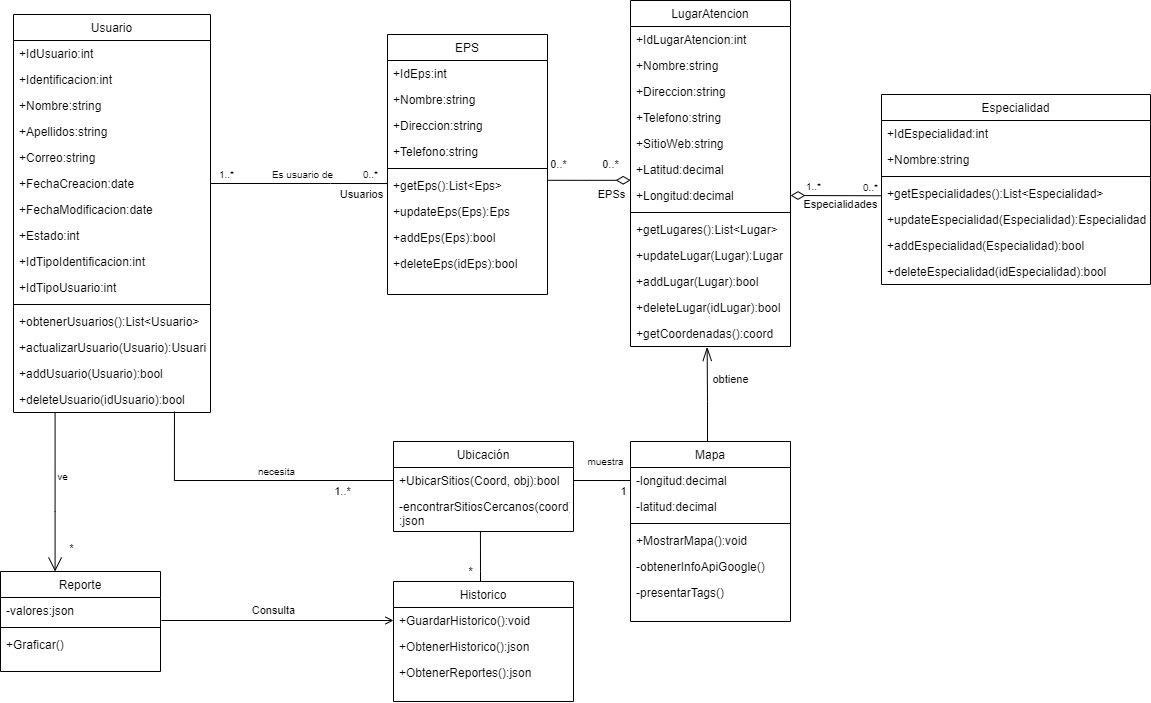 Usuario
+IdUsuario:int
+Identificacion:int
+Nombre:string
+Apellidos:string
+Correo:string
+FechaCreacion:date
+FechaModificacion:date
+Estado:int
+IdTipoIdentificacion:int
+IdTipoUsuario:int
+obtenerUsuarios():List<Usuario>
+actualizarUsuario(Usuario):Usuari
+addUsuario(Usuario):bool
+deleteUsuario(idUsuario):bool
1..*
Es usuario de
0..*
Usuarios
EPS
+IdEps:int
+Nombre:string
+Direccion:string
+Telefono:string
+getEps():List<Eps>
+updateEps(Eps):Eps
+addEps(Eps):bool
+deleteEps(idEps):bool
0..*
0..*
EPSs
LugarAtencion
+IdLugarAtencion:int
+Nombre:string
+Direccion:string
+Telefono:string
+SitioWeb:string
+Latitud:decimal
+Longitud:decimal
+getLugares():List<Lugar>
+updateLugar(Lugar):Lugar
+addLugar(Lugar):bool
+deleteLugar(idLugar):bool
+getCoordenadas():coord
1..*
0..*
Especialidades
Especialidad
+IdEspecialidad:int
+Nombre:string
+getEspecialidades():List<Especialidad>
+updateEspecialidad(Especialidad):Especialidad
+addEspecialidad(Especialidad):bool
+deleteEspecialidad(idEspecialidad):bool
obtiene
ve
*
necesita
1..*
Ubicación
+UbicarSitios(Coord, obj):bool
-encontrarSitiosCercanos(coord
:json
muestra
1
Mapa
-longitud:decimal
-latitud:decimal
+MostrarMapa():void
-obtenerInfoApiGoogle()
-presentarTags()
*
Reporte
-valores:json
+Graficar()
Consulta
Historico
+GuardarHistorico():void
+ObtenerHistorico():json
+ObtenerReportes():json